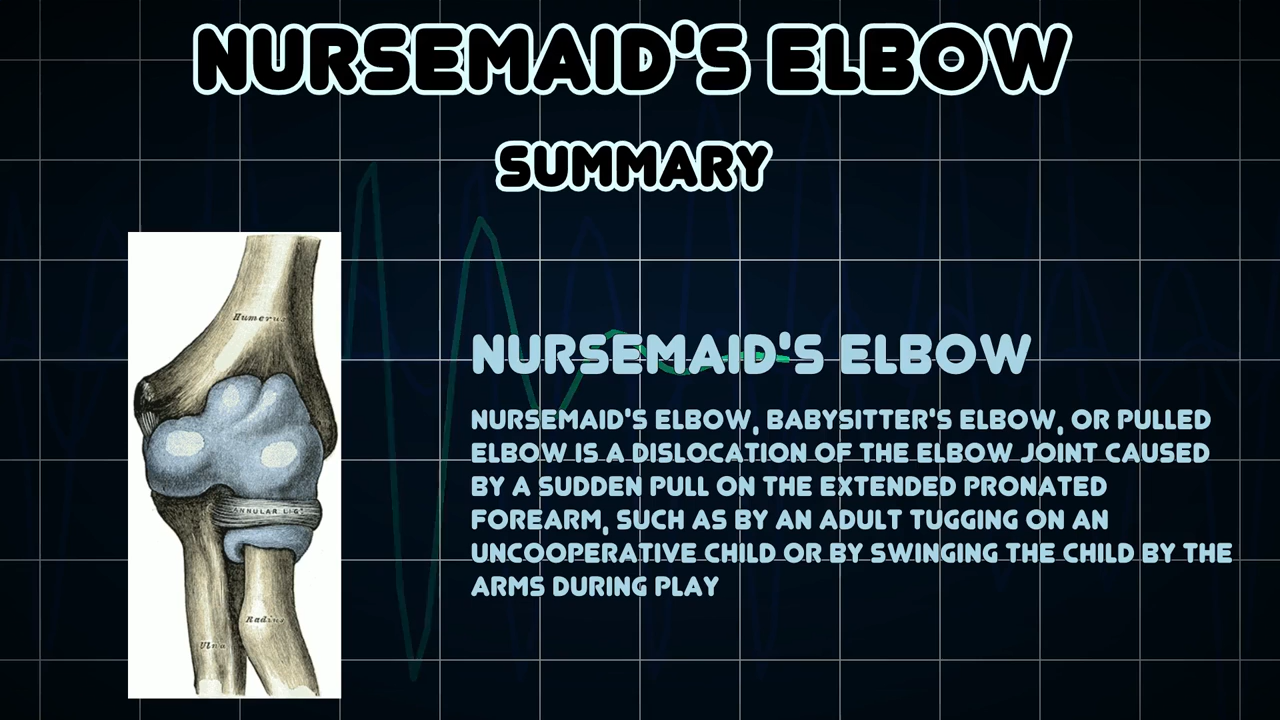 NURSEMAID'S ELBOW
SUMMARY
Humerus
ANNULAR LIG.
Radius
Ulna
NURSEMAID'S ELBOW
NURSEMAID'S ELBOW, BABYSITTER'S ELBOW, OR PULLED
ELBOW IS A DISLOCATION OF THE ELBOW JOINT CAUSED
BY A SUDDEN PULL ON THE EXTENDED PRONATED
FOREARM, SUCH AS BY AN ADULT TUGGING ON AN
UNCOOPERATIVE CHILD OR BY SWINGING THE CHILD BY THE
ARMS DURING PLAY